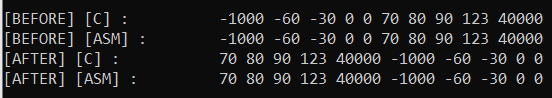 [BEFORE] [C] : -1000 -60 -30 0 0 70 80 90 123 40000
[BEFORE] [ASM] : -1000 -60 -30 0 0 70 80 90 123 40000
[AFTER] [C] : 70 80 90 123 40000 -1000 -60 -30 0 0
[AFTER] [ASM] : 70 80 90 123 40000 -1000 -60 -30 0 0